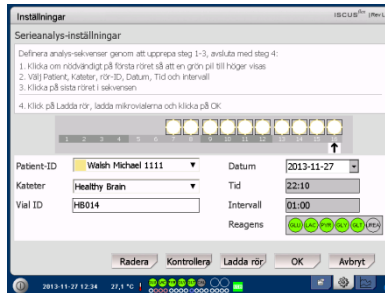 Inställningar
ISCUSflex (Rev
Serieanalys-inställningar
Definera analys-sekvenser genom att upprepa steg 1-3, avsluta med steg 4:
1. Klicka om nödvändigt på första röret så att en grön pil till höger visas
2. Välj Patient, Kateter, rör-ID, Datum, Tid och intervall
3. Klicka på sista röret i sekvensen
4. Klick på Ladda rör, ladda mikrovialerna och klicka på OK
1 2 3 4 5 6 7 8 9 10 11 12 13 14 15 16
Patient-ID Walsh Michael 1111 Datum 2013-11-27
Kateter Healthy Brain Tid 22:10
Vial ID HB014 Intervall 01:00
Reagens GLU LAC PYR GLY GLT UREA
Radera Kontrollera Ladda rör OK Avbryt
2013-11-27 12:34 27,1 °C